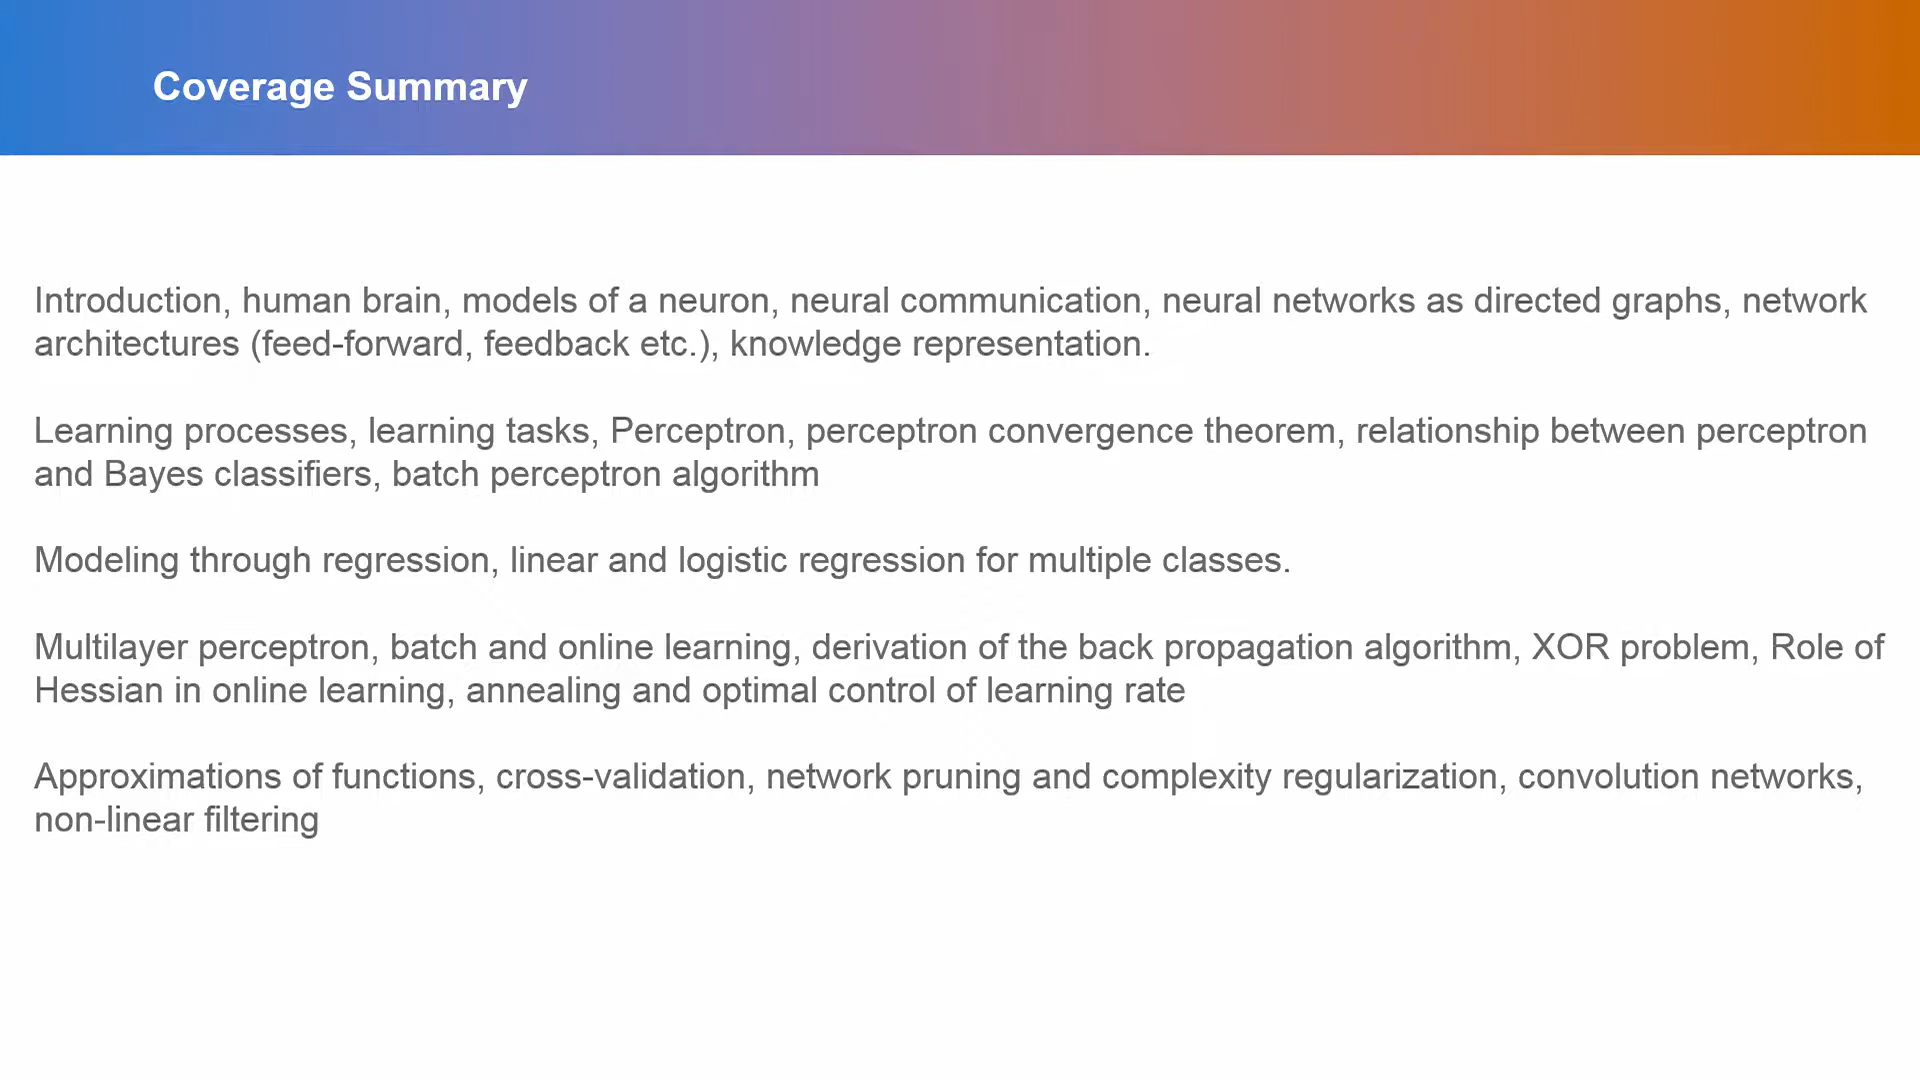 Coverage Summary
Introduction, human brain, models of a neuron, neural communication, neural networks as directed graphs, network
architectures (feed-forward, feedback etc.), knowledge representation.
Learning processes, learning tasks, Perceptron, perceptron convergence theorem, relationship between perceptron
and Bayes classifiers, batch perceptron algorithm
Modeling through regression, linear and logistic regression for multiple classes.
Multilayer perceptron, batch and online learning, derivation of the back propagation algorithm, XOR problem, Role of
Hessian in online learning, annealing and optimal control of learning rate
Approximations of functions, cross-validation, network pruning and complexity regularization, convolution networks,
non-linear filtering